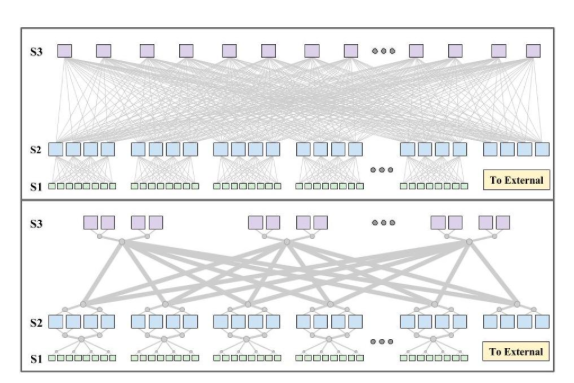 S3
S2
S1
To External
S3
S2
S1
To External